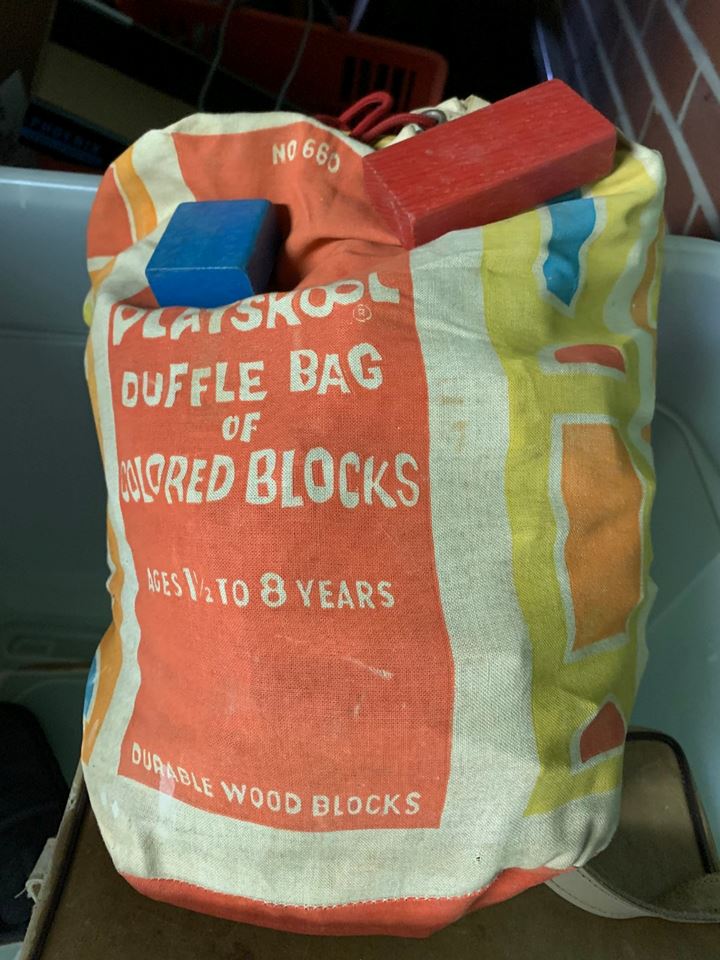 NO 660
PLAYSKOOL ®
DUFFLE BAG
OF
COLORED BLOCKS
AGES 1½ TO 8 YEARS
DURABLE WOOD BLOCKS